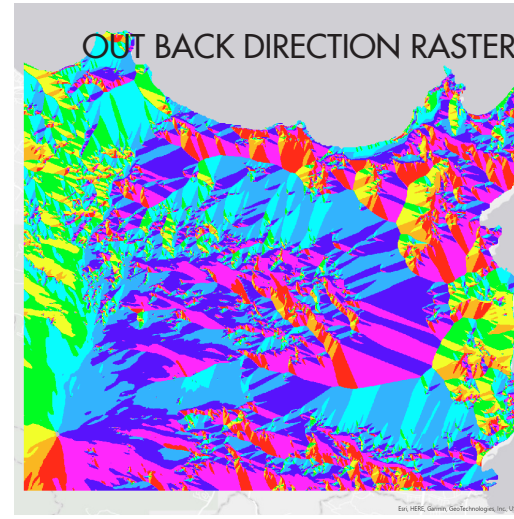 OUT BACK DIRECTION RASTER
Esri, HERE, Garmin, GeoTechnologies, Inc., U